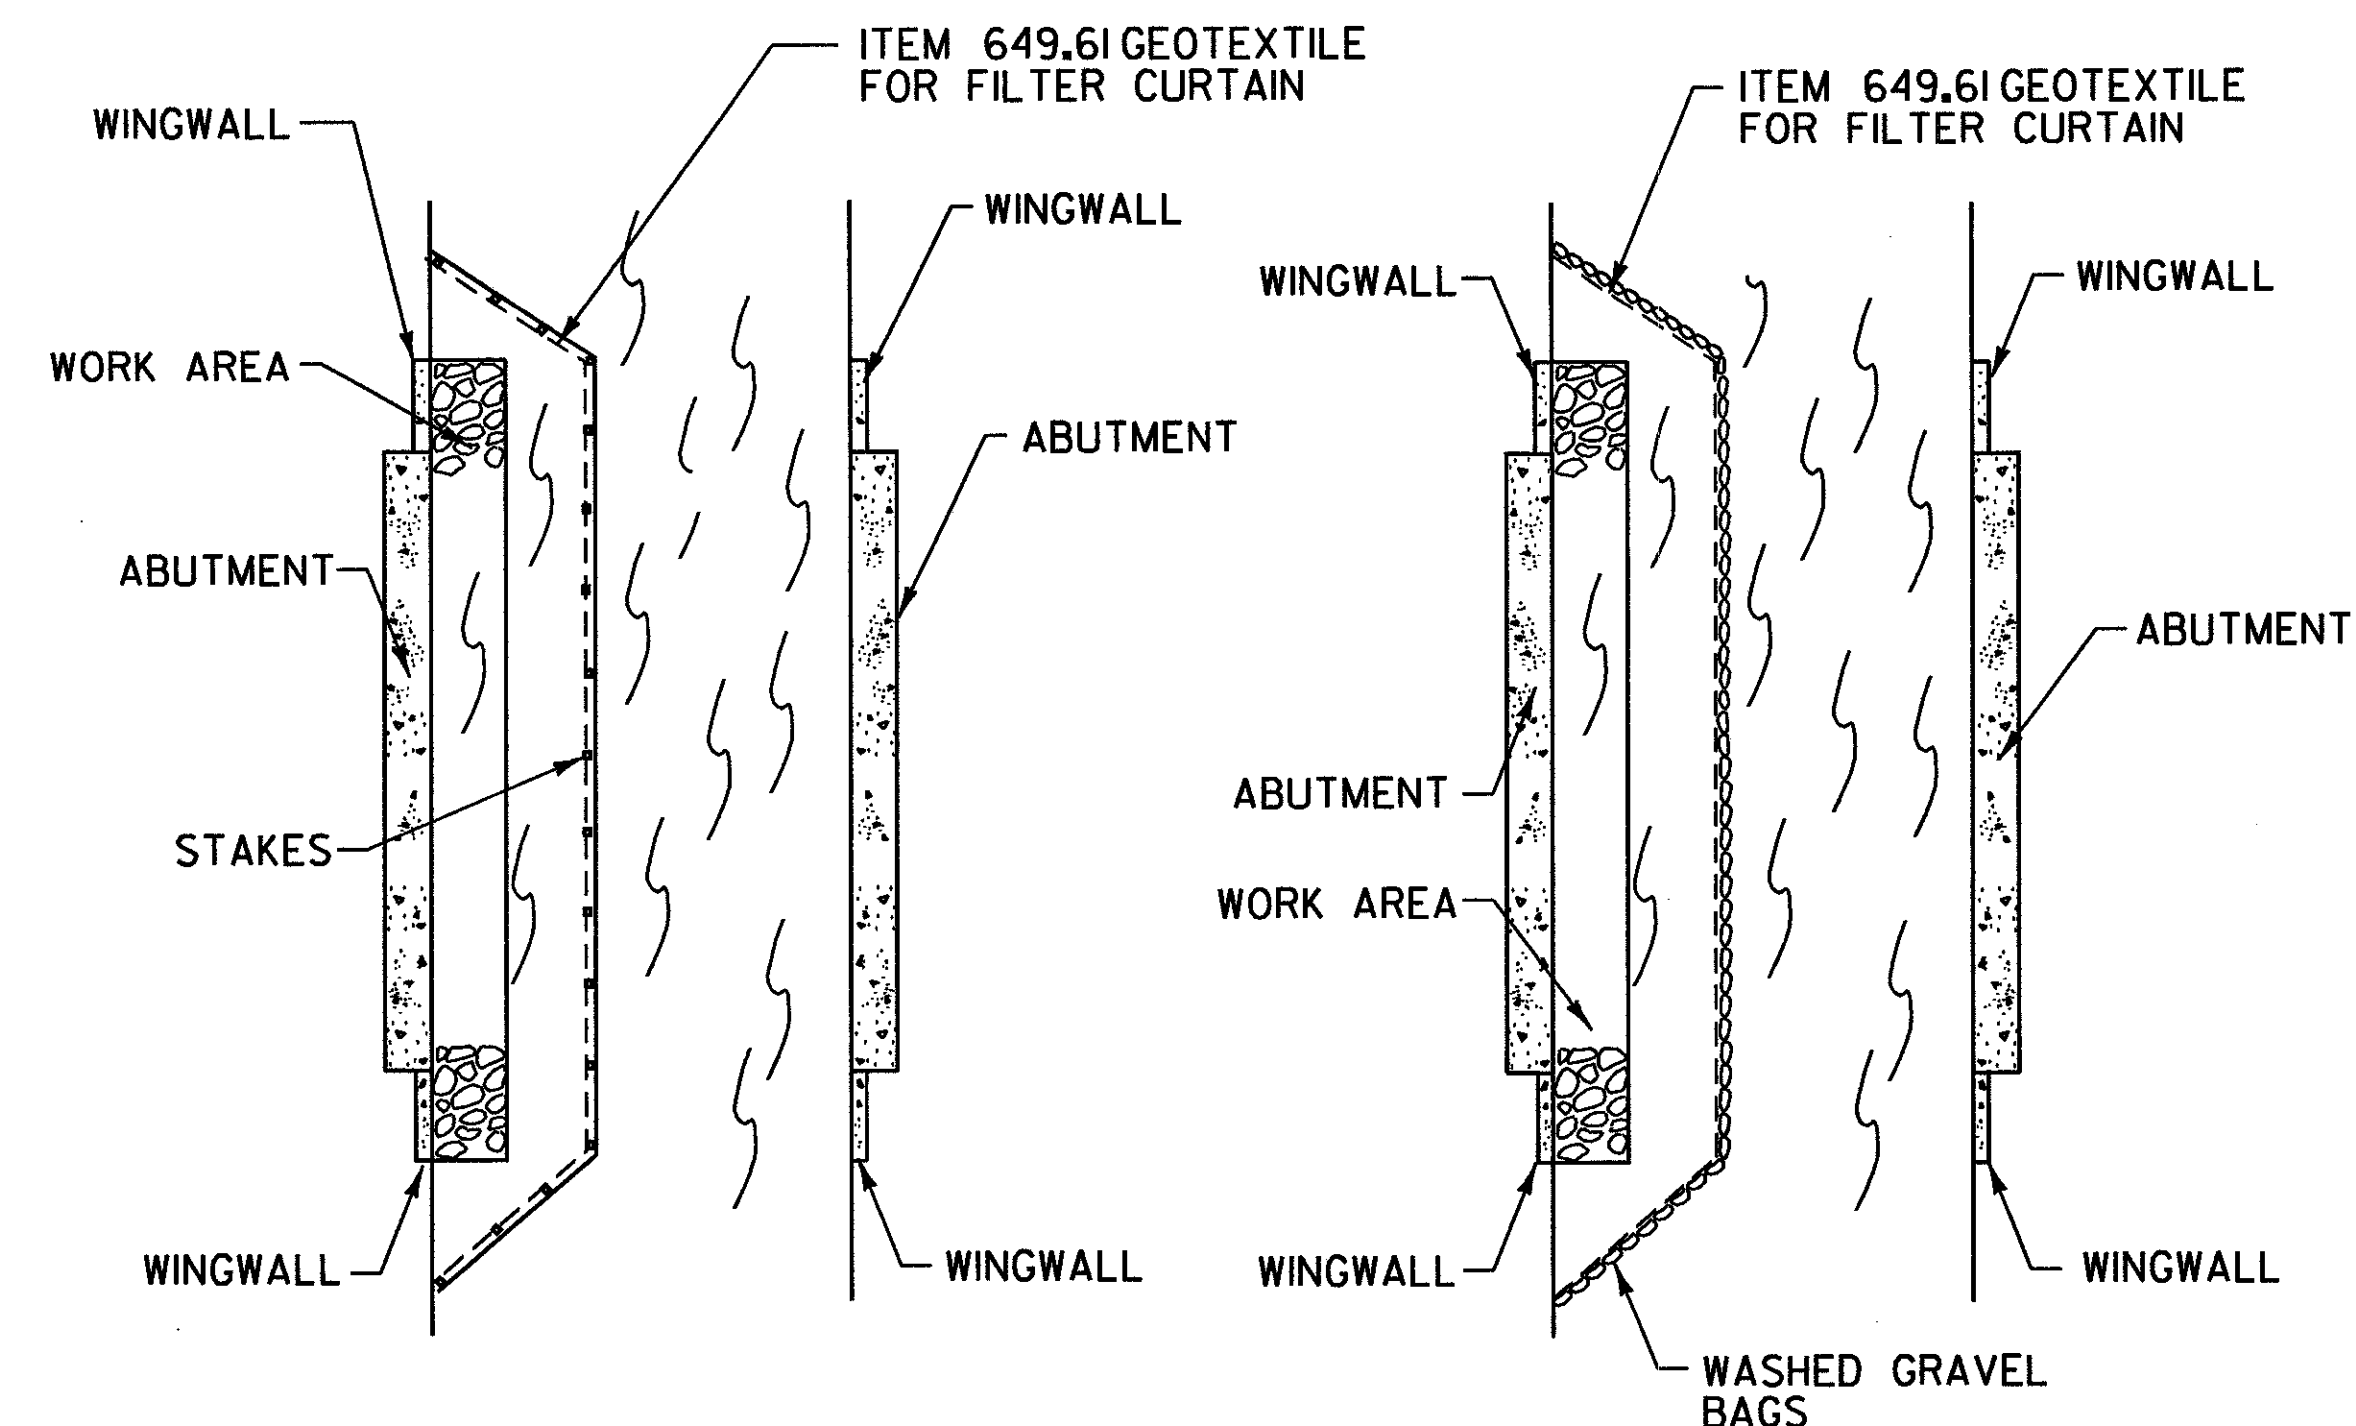 ITEM 649.61 GEOTEXTILE
FOR FILTER CURTAIN
WINGWALL
WINGWALL
WORK AREA
ABUTMENT
ABUTMENT
STAKES
WINGWALL
WINGWALL
ITEM 649.61 GEOTEXTILE
FOR FILTER CURTAIN
WINGWALL
WINGWALL
ABUTMENT
ABUTMENT
WORK AREA
WINGWALL
WINGWALL
WASHED GRAVEL
BAGS